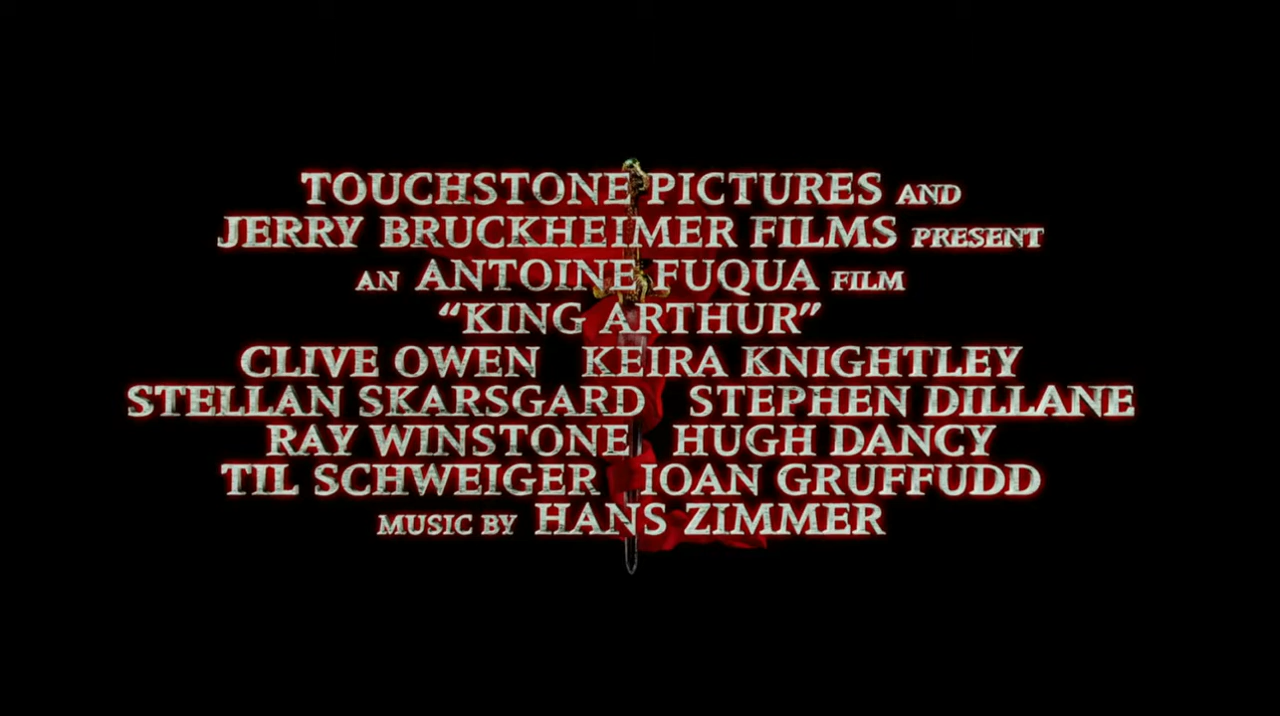 TOUCHSTONE PICTURES AND
JERRY BRUCKHEIMER FILMS PRESENT
AN ANTOINE FUQUA FILM
“KING ARTHUR”
CLIVE OWEN KEIRA KNIGHTLEY
STELLAN SKARSGARD STEPHEN DILLANE
RAY WINSTONE HUGH DANCY
TIL SCHWEIGER IOAN GRUFFUDD
MUSIC BY HANS ZIMMER